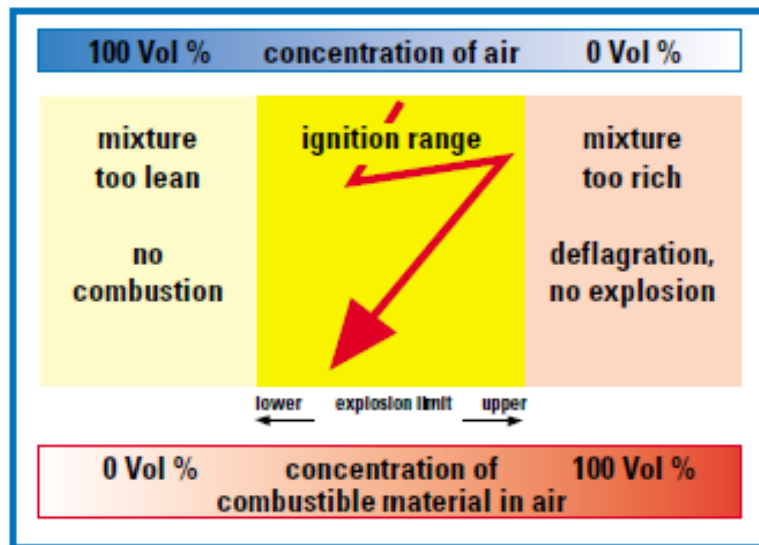 100 Vol % concentration of air 0 Vol %
mixture
too lean
no
combustion
ignition range
mixture
too rich
deflagration,
no explosion
lower explosion limit upper
0 Vol % concentration of 100 Vol %
combustible material in air